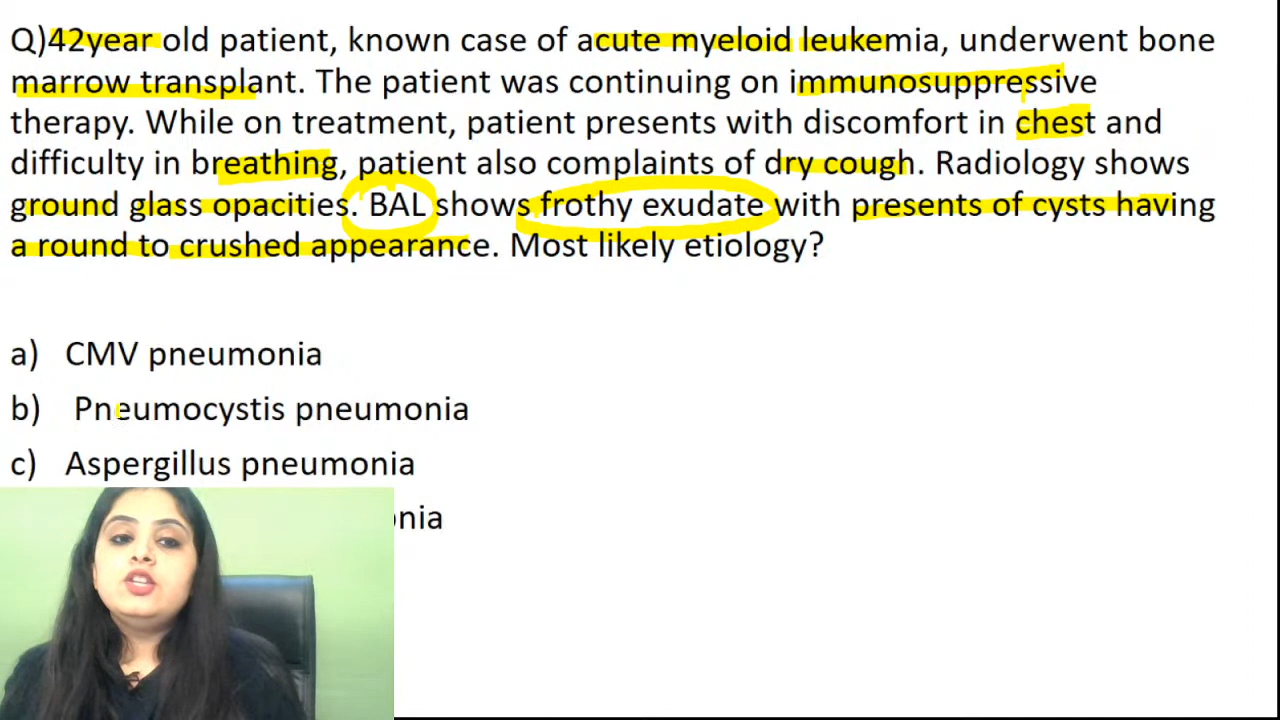 Q)42year old patient, known case of acute myeloid leukemia, underwent bone
marrow transplant. The patient was continuing on immunosuppressive
therapy. While on treatment, patient presents with discomfort in chest and
difficulty in breathing, patient also complaints of dry cough. Radiology shows
ground glass opacities. BAL shows frothy exudate with presents of cysts having
a round to crushed appearance. Most likely etiology?
a) CMV pneumonia
b) Pneumocystis pneumonia
c) Aspergillus pneumonia